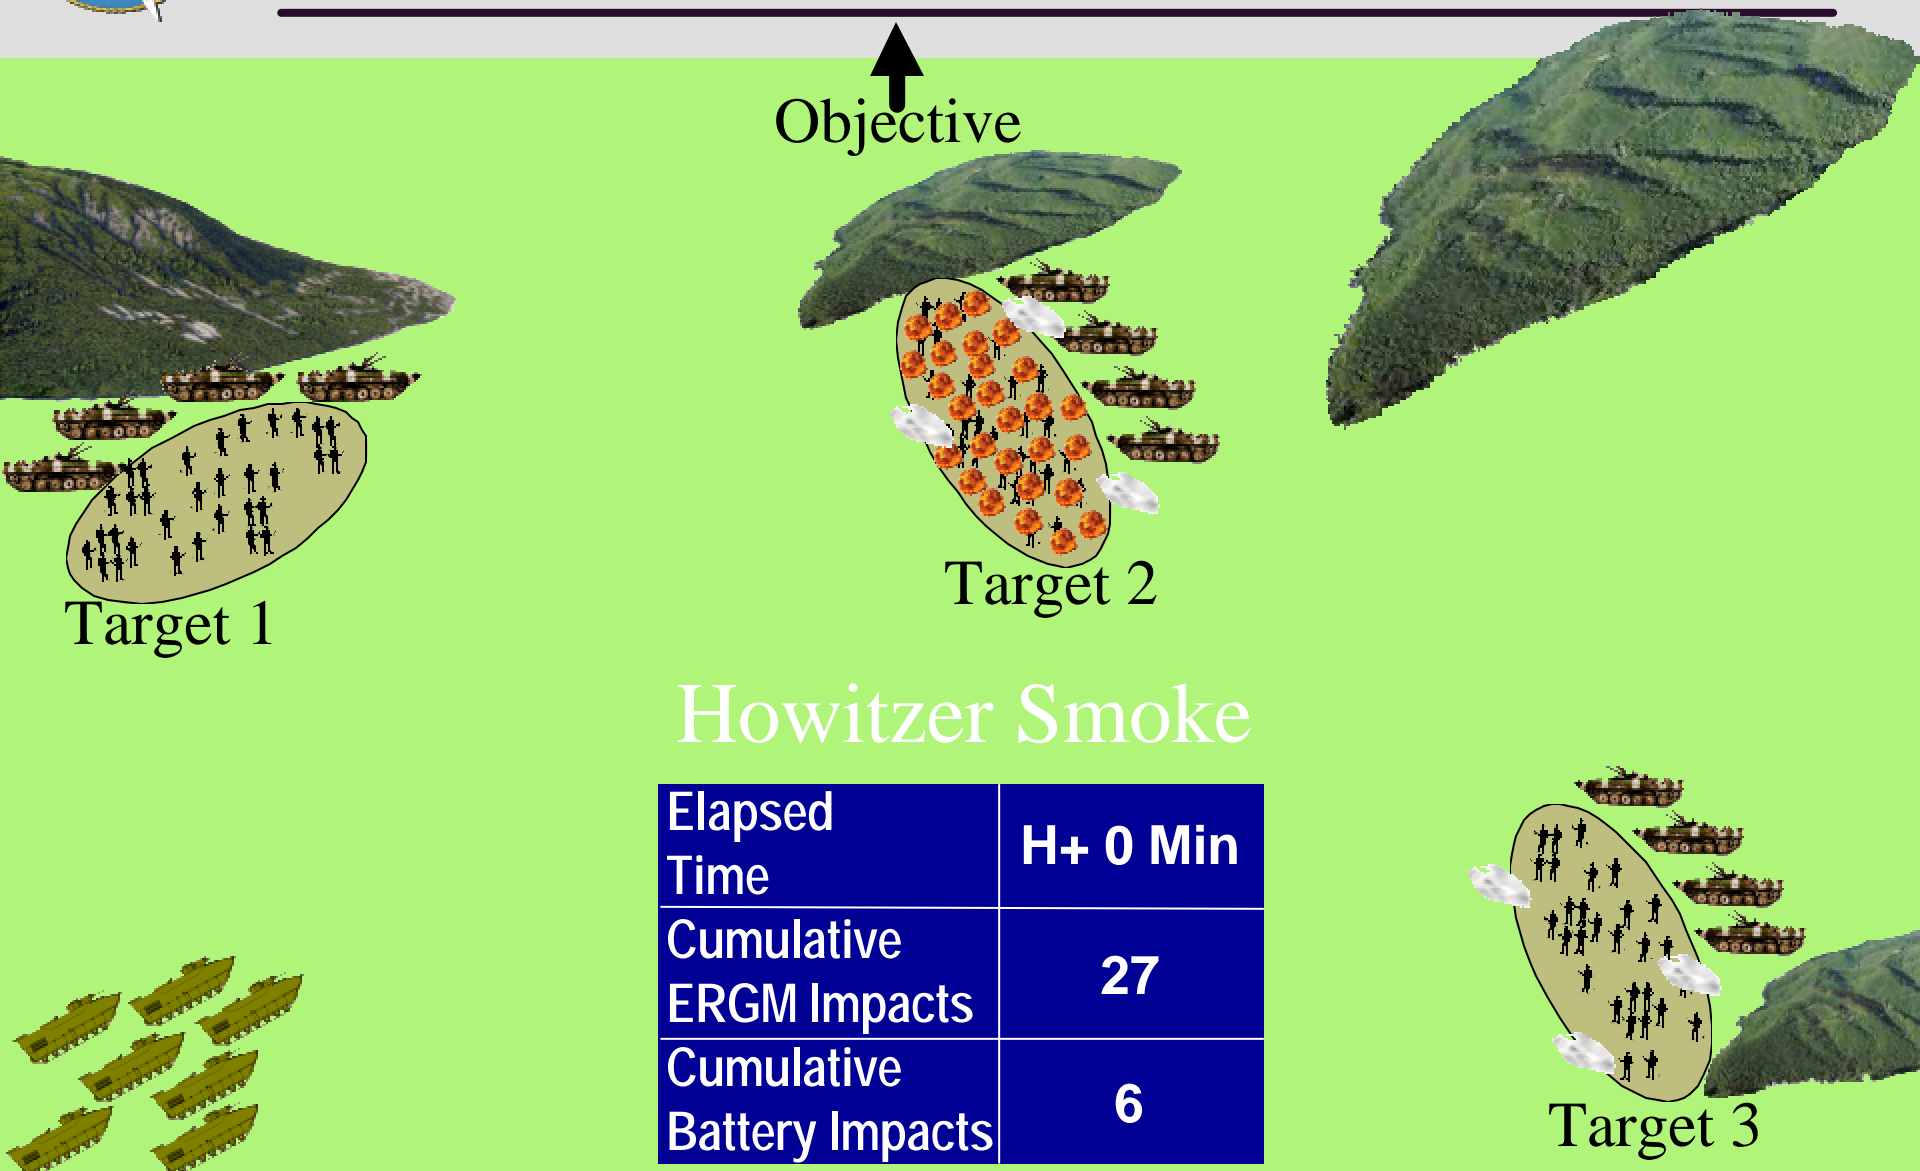 Objective
Target 2
Target 1
Howitzer Smoke
Elapsed
Time
H+ 0 Min
Cumulative
ERGM Impacts
27
Cumulative
Battery Impacts
6
Target 3